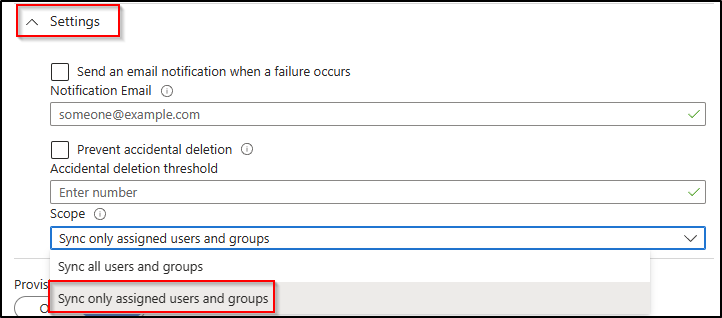 Settings
Send an email notification when a failure occurs
Notification Email
someone@example.com
Prevent accidental deletion
Accidental deletion threshold
Enter number
Scope
Sync only assigned users and groups
Sync all users and groups
Provis
Sync only assigned users and groups
O